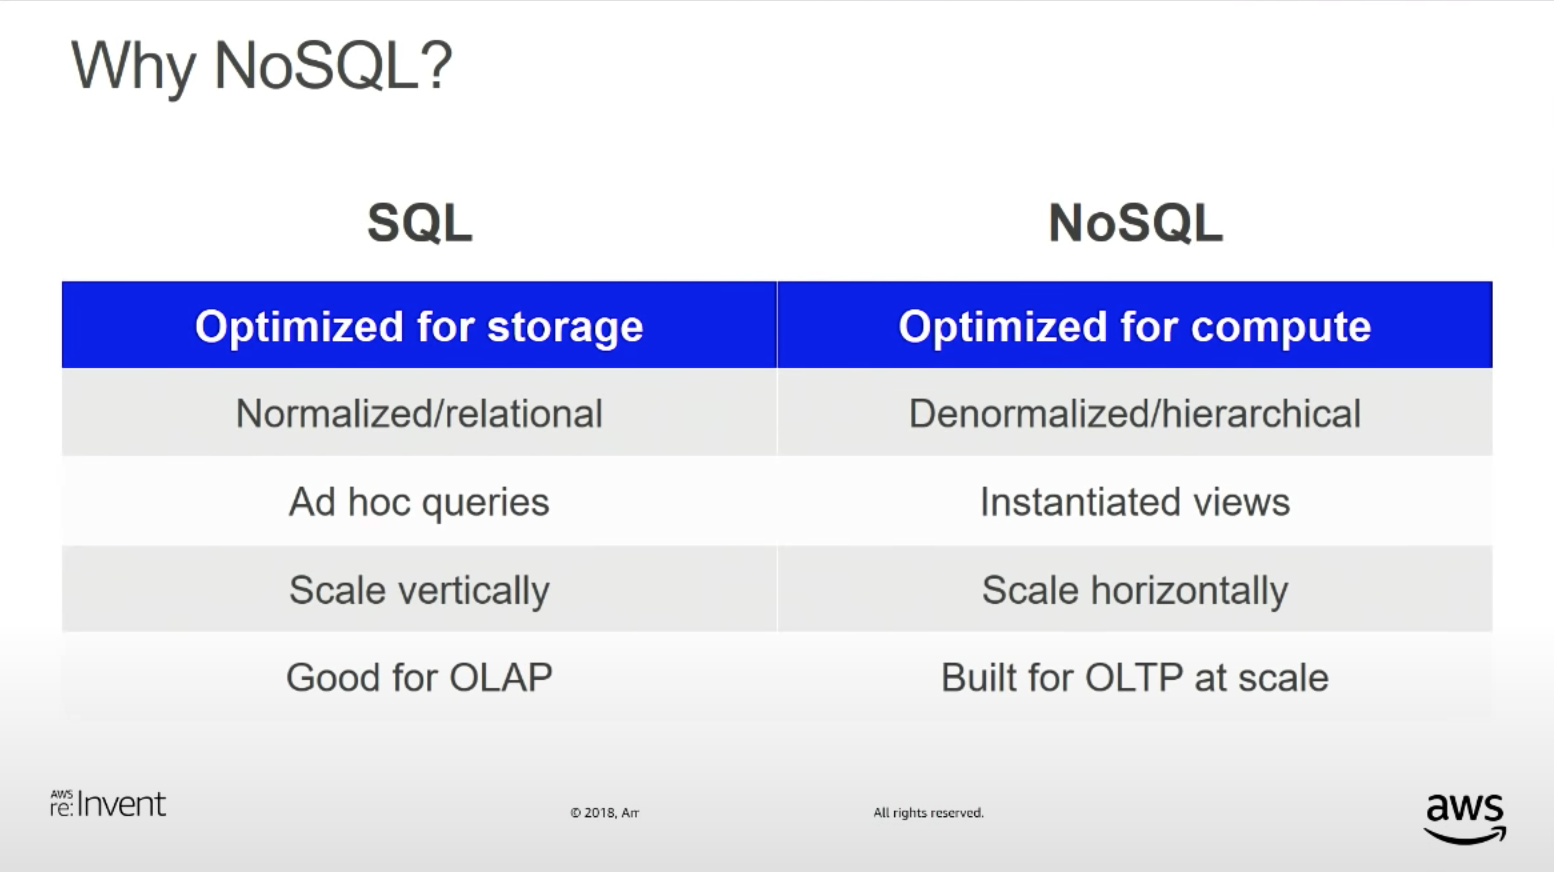 Why NoSQL?
SQL NoSQL
Optimized for storage Optimized for compute
Normalized/relational Denormalized/hierarchical
Ad hoc queries Instantiated views
Scale vertically Scale horizontally
Good for OLAP Built for OLTP at scale
AWS
re:Invent
© 2018, All rights reserved.
aws